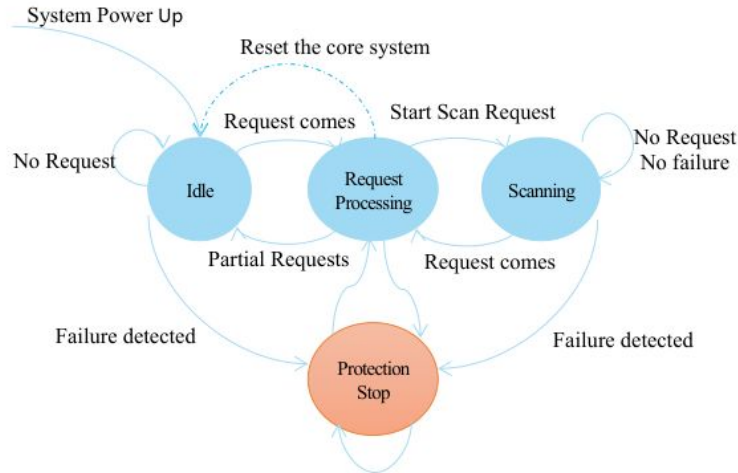 System Power Up
Reset the core system
Request comes
Start Scan Request
No Request
No Request
No failure
Idle
Request
Processing
Scanning
Partial Requests
Request comes
Failure detected
Failure detected
Protection
Stop